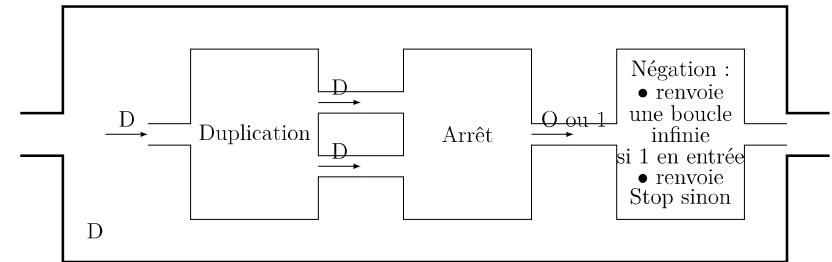 D
Duplication
D
D
Arrêt
O ou 1
Négation :
• renvoie
une boucle
infinie
si 1 en entrée
• renvoie
Stop sinon
D